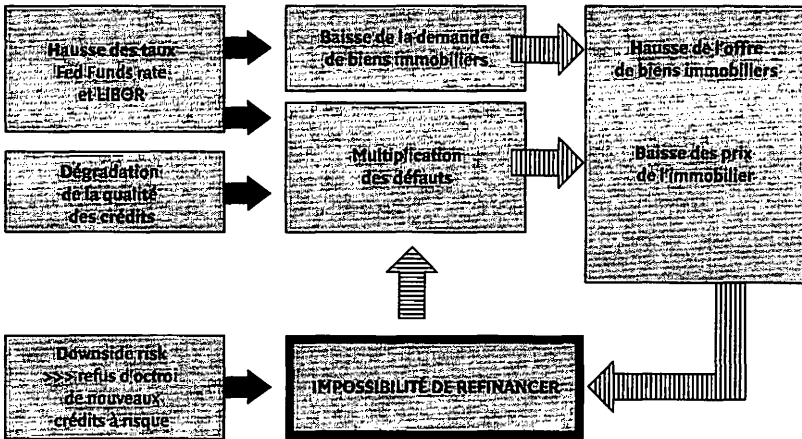 Hausse des taux
Fed Funds rate
et LIBOR
Baisse de la demande
de biens immobiliers
Hausse de l'offre
de biens immobiliers
Dégradation
de la qualité
des crédits
Multiplication
des défauts
Baisse des prix
de l'immobilier
Downside risk
>>> refus d'octroi
de nouveaux
crédits à risque
IMPOSSIBILITÉ DE REFINANCER